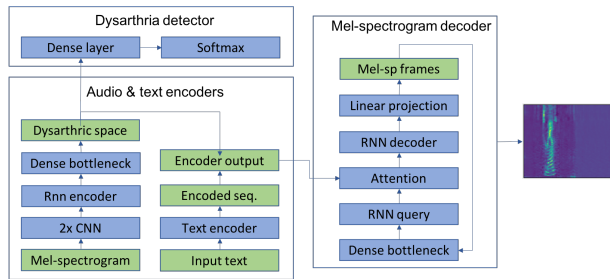 Dysarthria detector
Dense layer
Softmax
Audio & text encoders
Dysarthric space
Dense bottleneck
Rnn encoder
2x CNN
Mel-spectrogram
Encoder output
Encoded seq.
Text encoder
Input text
Mel-spectrogram decoder
Mel-sp frames
Linear projection
RNN decoder
Attention
RNN query
Dense bottleneck